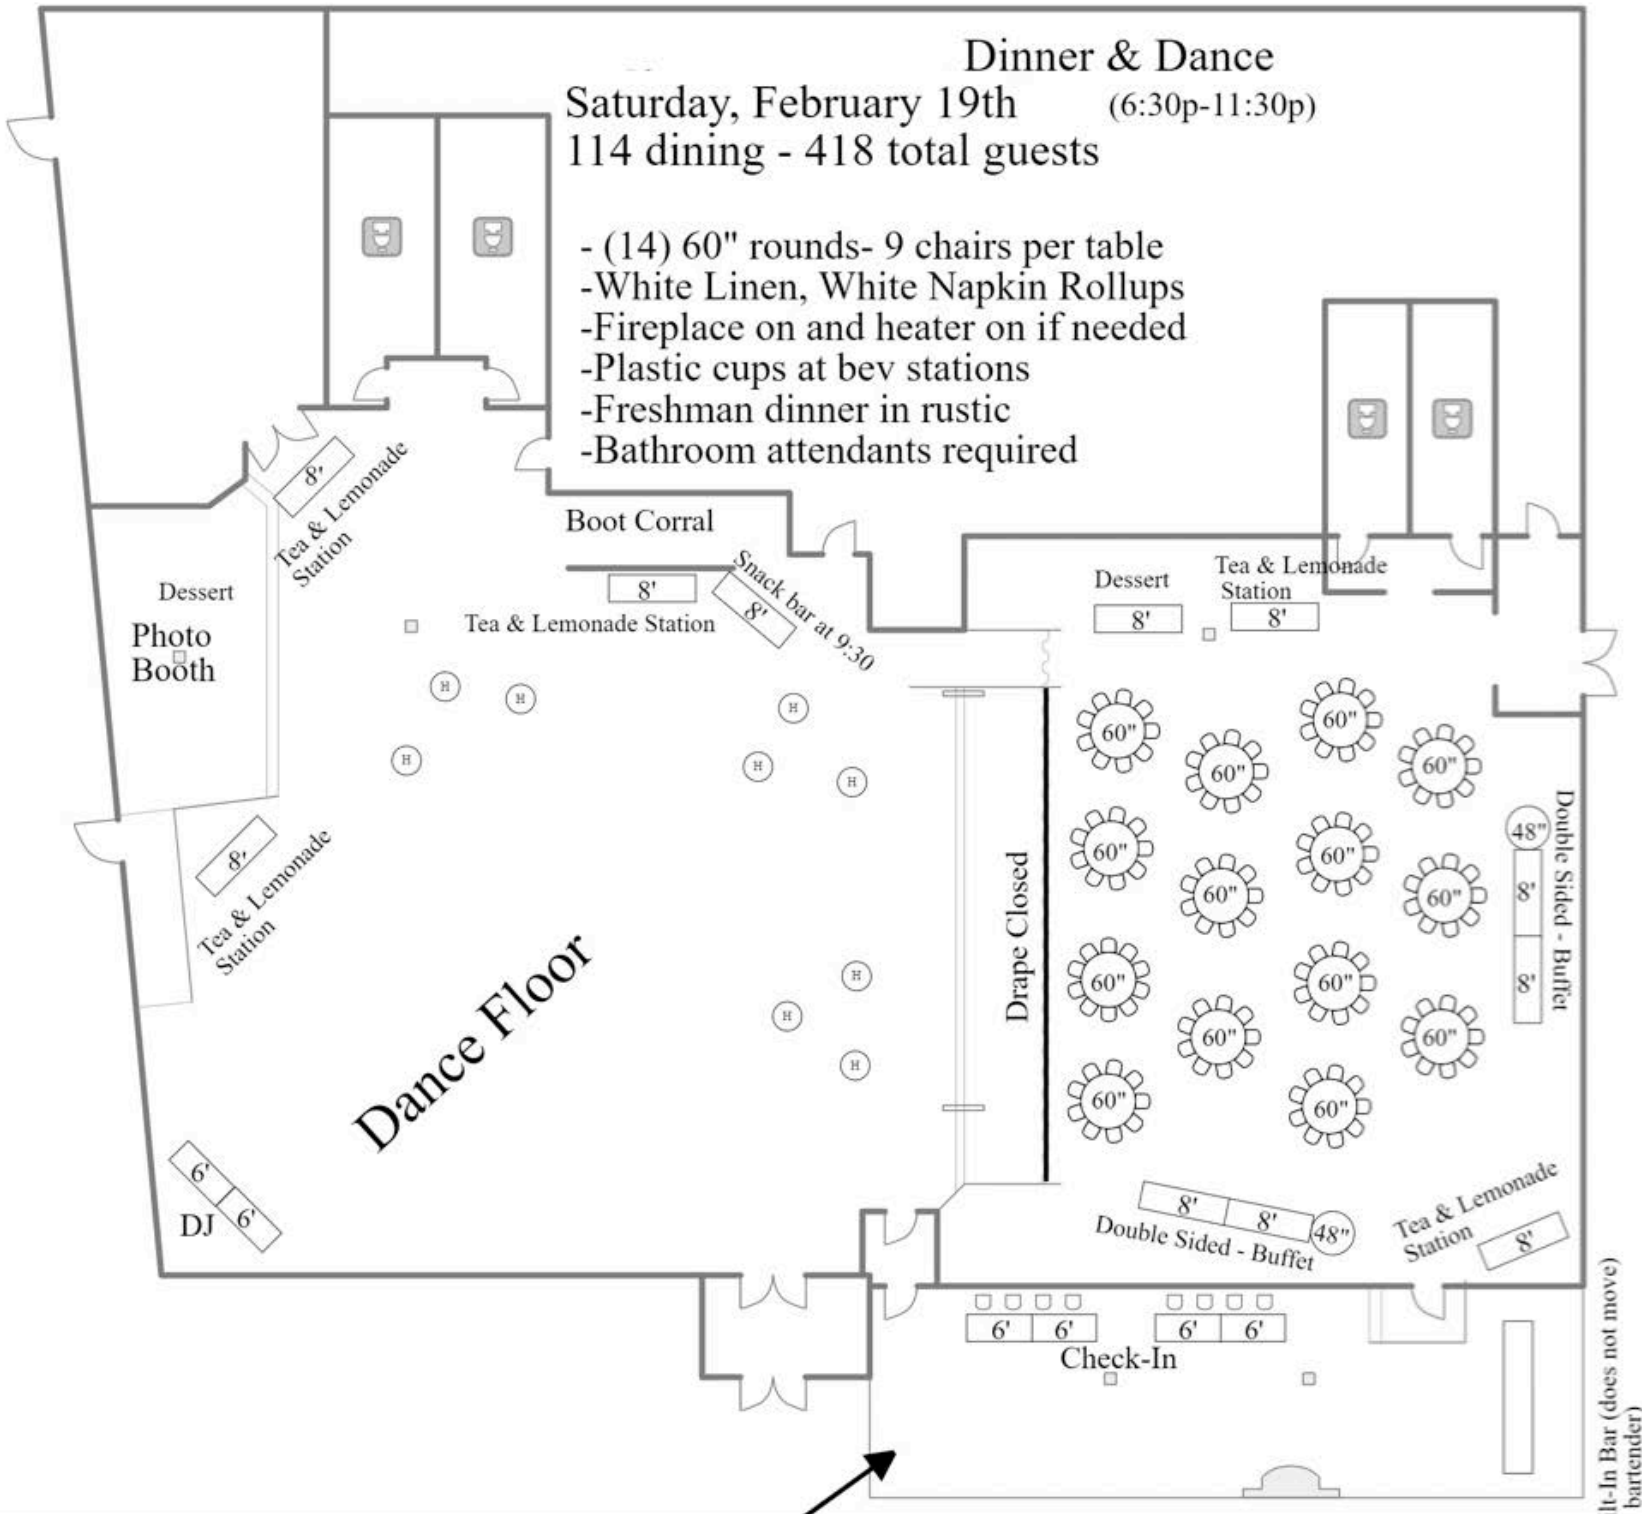 Dinner & Dance
Saturday, February 19th (6:30p-11:30p)
114 dining - 418 total guests
- (14) 60" rounds- 9 chairs per table
-White Linen, White Napkin Rollups
-Fireplace on and heater on if needed
-Plastic cups at bev stations
-Freshman dinner in rustic
-Bathroom attendants required
8'
Tea & Lemonade
Station
Boot Corral
8'
Tea & Lemonade Station
8'
Snack bar at 9:30
Dessert
Photo
Booth
H
H
H
H
H
H
H
H
H
8'
Tea & Lemonade
Station
Dance Floor
6'
6'
DJ
Drape Closed
Dessert
8'
Tea & Lemonade
Station
8'
60"
60"
60"
60"
60"
60"
60"
60"
60"
60"
60"
60"
60"
60"
48"
8'
8'
Double Sided - Buffet
8'
8'
48"
Double Sided - Buffet
Tea & Lemonade
Station
8'
6'
6'
6'
6'
Check-In
lt-In Bar (does not move)
bartender)